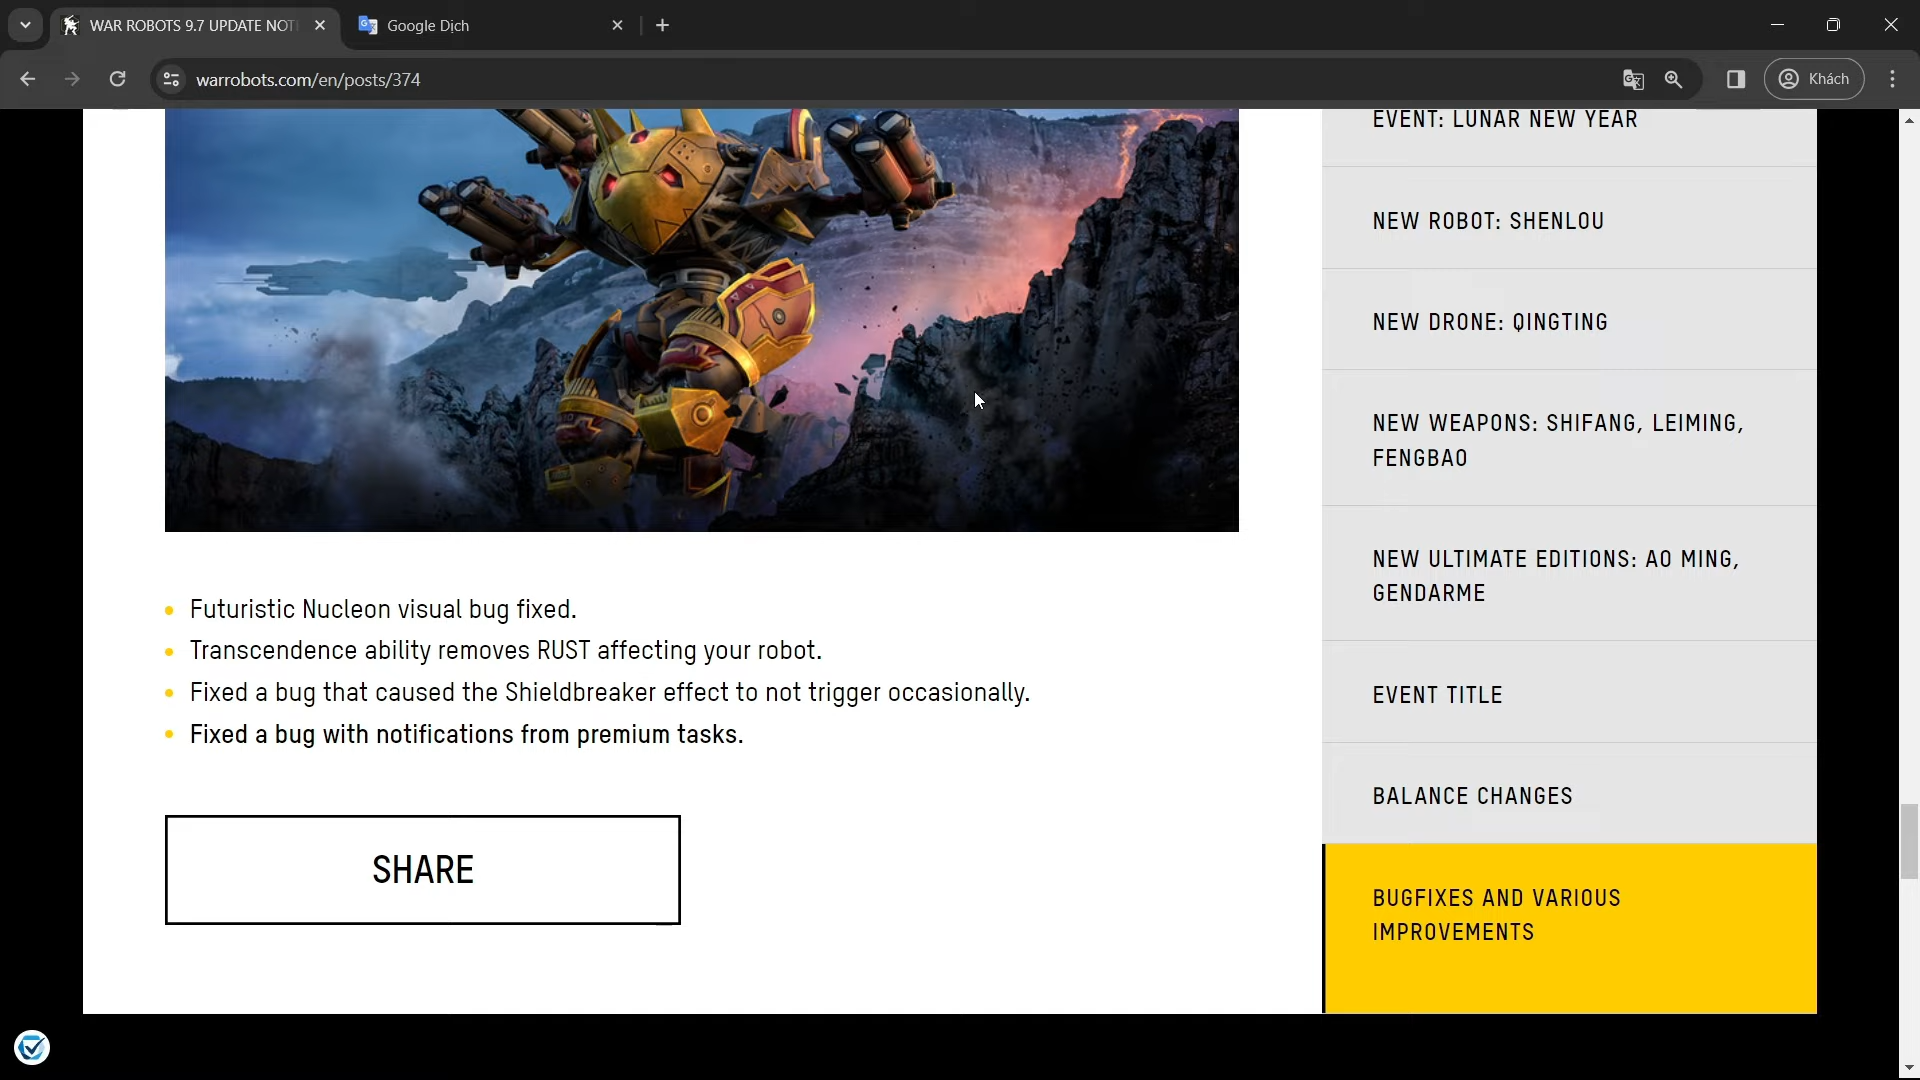 WAR ROBOTS 9.7 UPDATE NOT
Google Dịch
warrobots.com/en/posts/374
Khách
EVENT: LUNAR NEW YEAR
NEW ROBOT: SHENLOU
NEW DRONE: QINGTING
NEW WEAPONS: SHIFANG, LEIMING,
FENGBAO
NEW ULTIMATE EDITIONS: AO MING,
GENDARME
EVENT TITLE
BALANCE CHANGES
BUGFIXES AND VARIOUS
IMPROVEMENTS
Futuristic Nucleon visual bug fixed.
Transcendence ability removes RUST affecting your robot.
Fixed a bug that caused the Shieldbreaker effect to not trigger occasionally.
Fixed a bug with notifications from premium tasks.
SHARE